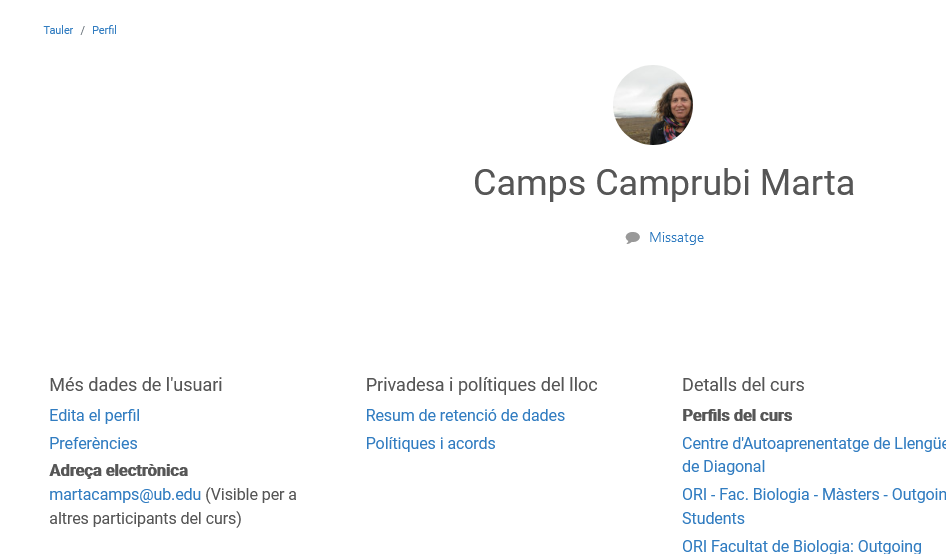 Tauler / Perfil
Camps Camprubi Marta
Missatge
Més dades de l'usuari
Edita el perfil
Preferències
Adreça electrònica
martacamps@ub.edu (Visible per a
altres participants del curs)
Privadesa i polítiques del lloc
Resum de retenció de dades
Polítiques i acords
Detalls del curs
Perfils del curs
Centre d'Autoaprenentatge de Llengüe
de Diagonal
ORI - Fac. Biologia - Màsters - Outgoin
Students
ORI Facultat de Biologia: Outgoing